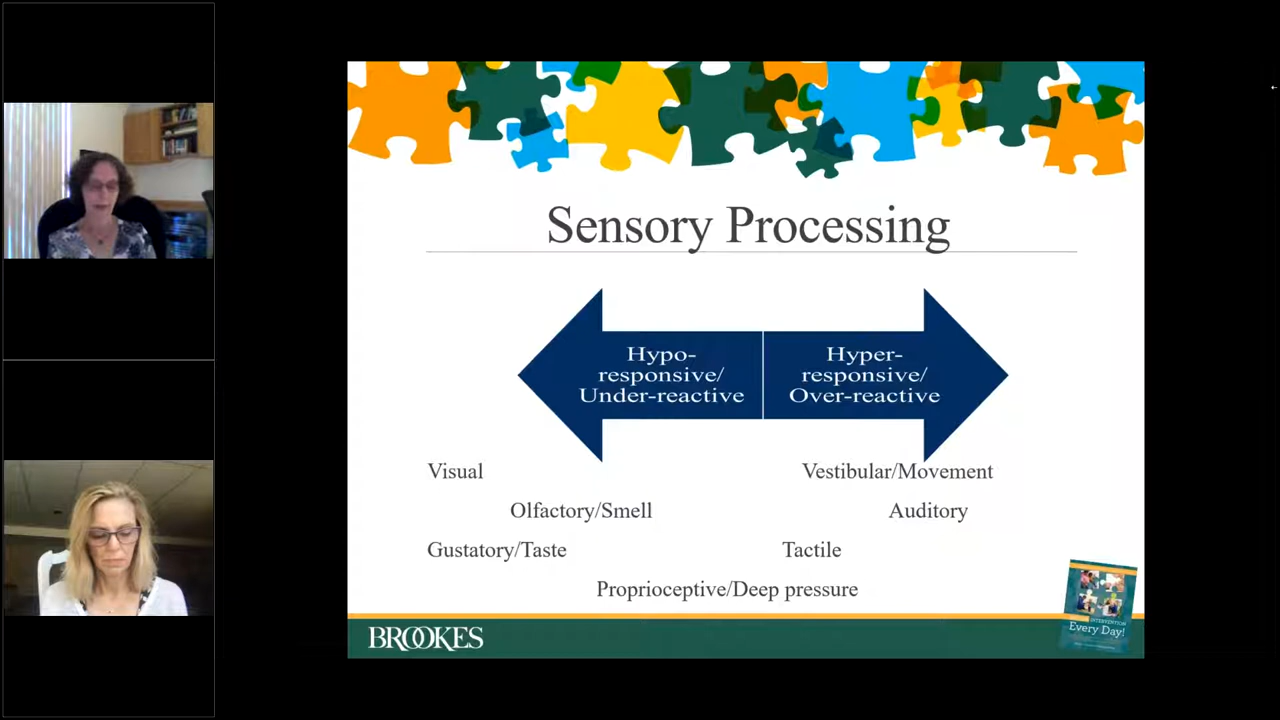 Sensory Processing
Hypo-
responsive/
Under-reactive
Hyper-
responsive/
Over-reactive
Visual
Vestibular/Movement
Olfactory/Smell
Auditory
Gustatory/Taste
Tactile
Proprioceptive/Deep pressure
BROOKES
INTERVENTION
Every Day!